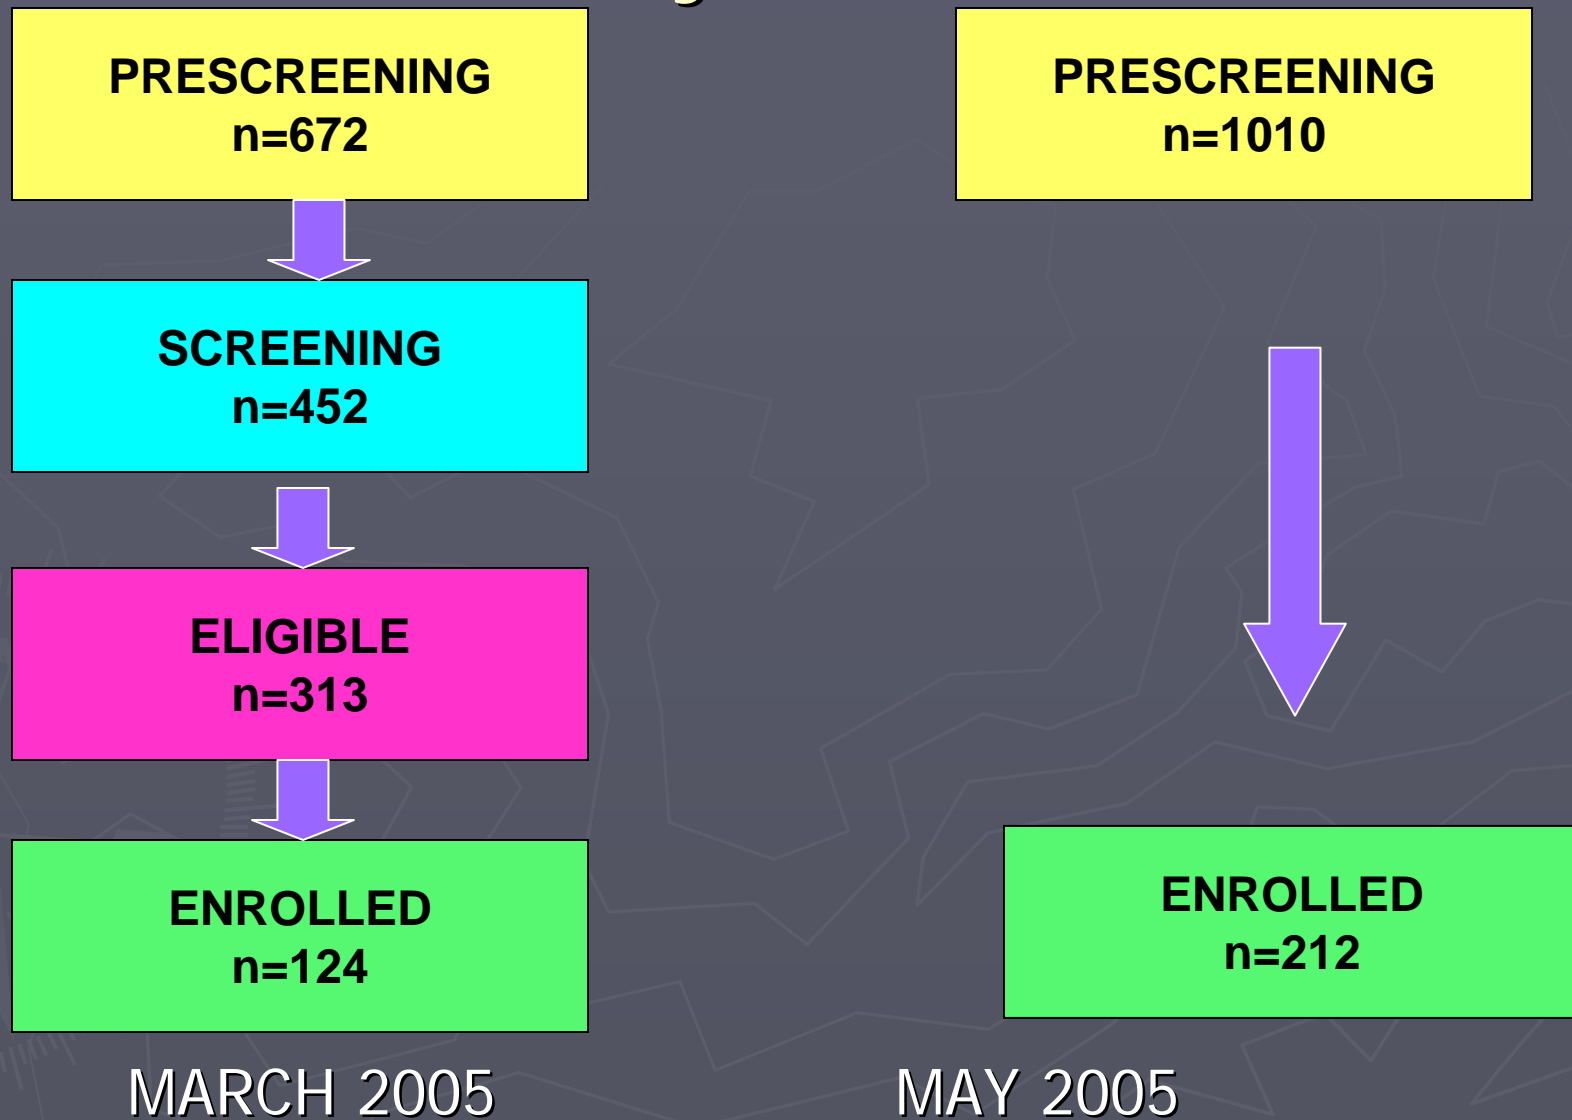 PRESCREENING
n=672
SCREENING
n=452
ELIGIBLE
n=313
ENROLLED
n=124
MARCH 2005
PRESCREENING
n=1010
ENROLLED
n=212
MAY 2005